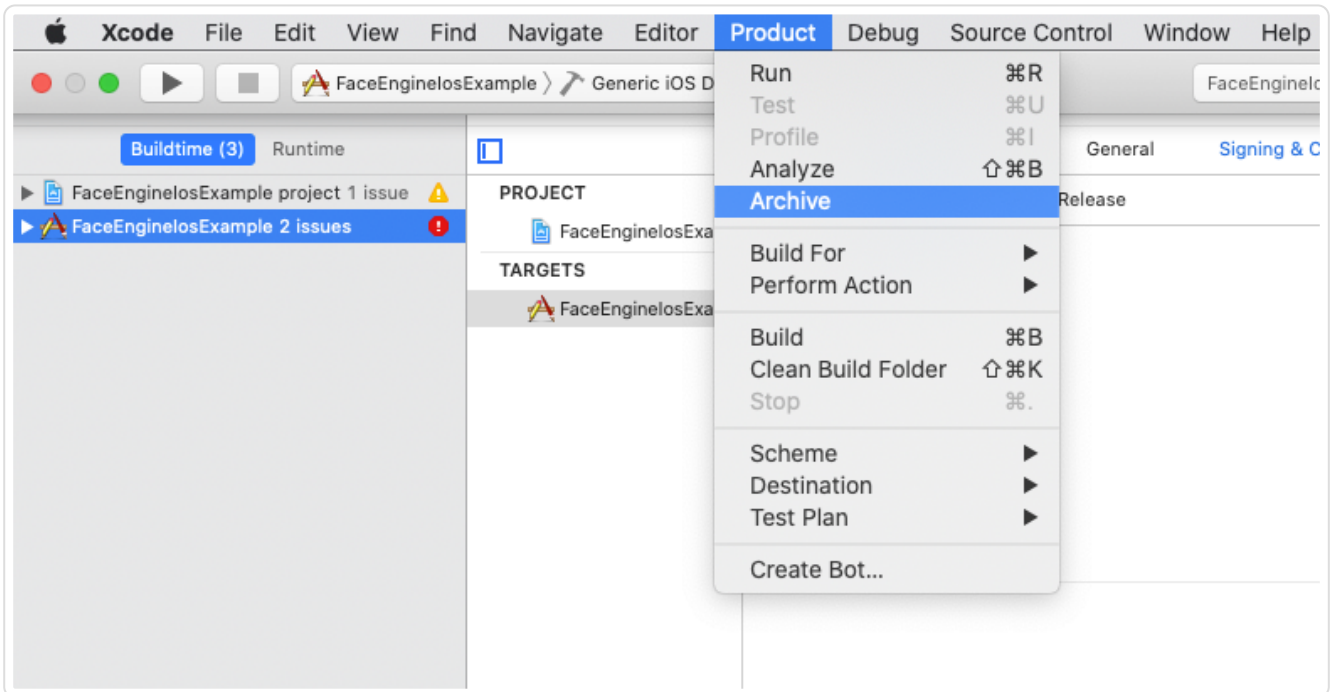 Xcode File Edit View Find Navigate Editor Product Debug Source Control Window Help
FaceEngineIosExample 〉 Generic iOS D
FaceEngineIo
Buildtime (3) Runtime
FaceEngineIosExample project 1 issue
FaceEngineIosExample 2 issues
PROJECT
FaceEngineIosExa
TARGETS
FaceEngineIosExa
Run ⌘R
Test ⌘U
Profile ⌘I
Analyze ⇧⌘B
Archive
Build For ▶
Perform Action ▶
Build ⌘B
Clean Build Folder ⇧⌘K
Stop ⌘.
Scheme ▶
Destination ▶
Test Plan ▶
Create Bot...
General Signing & C
Release